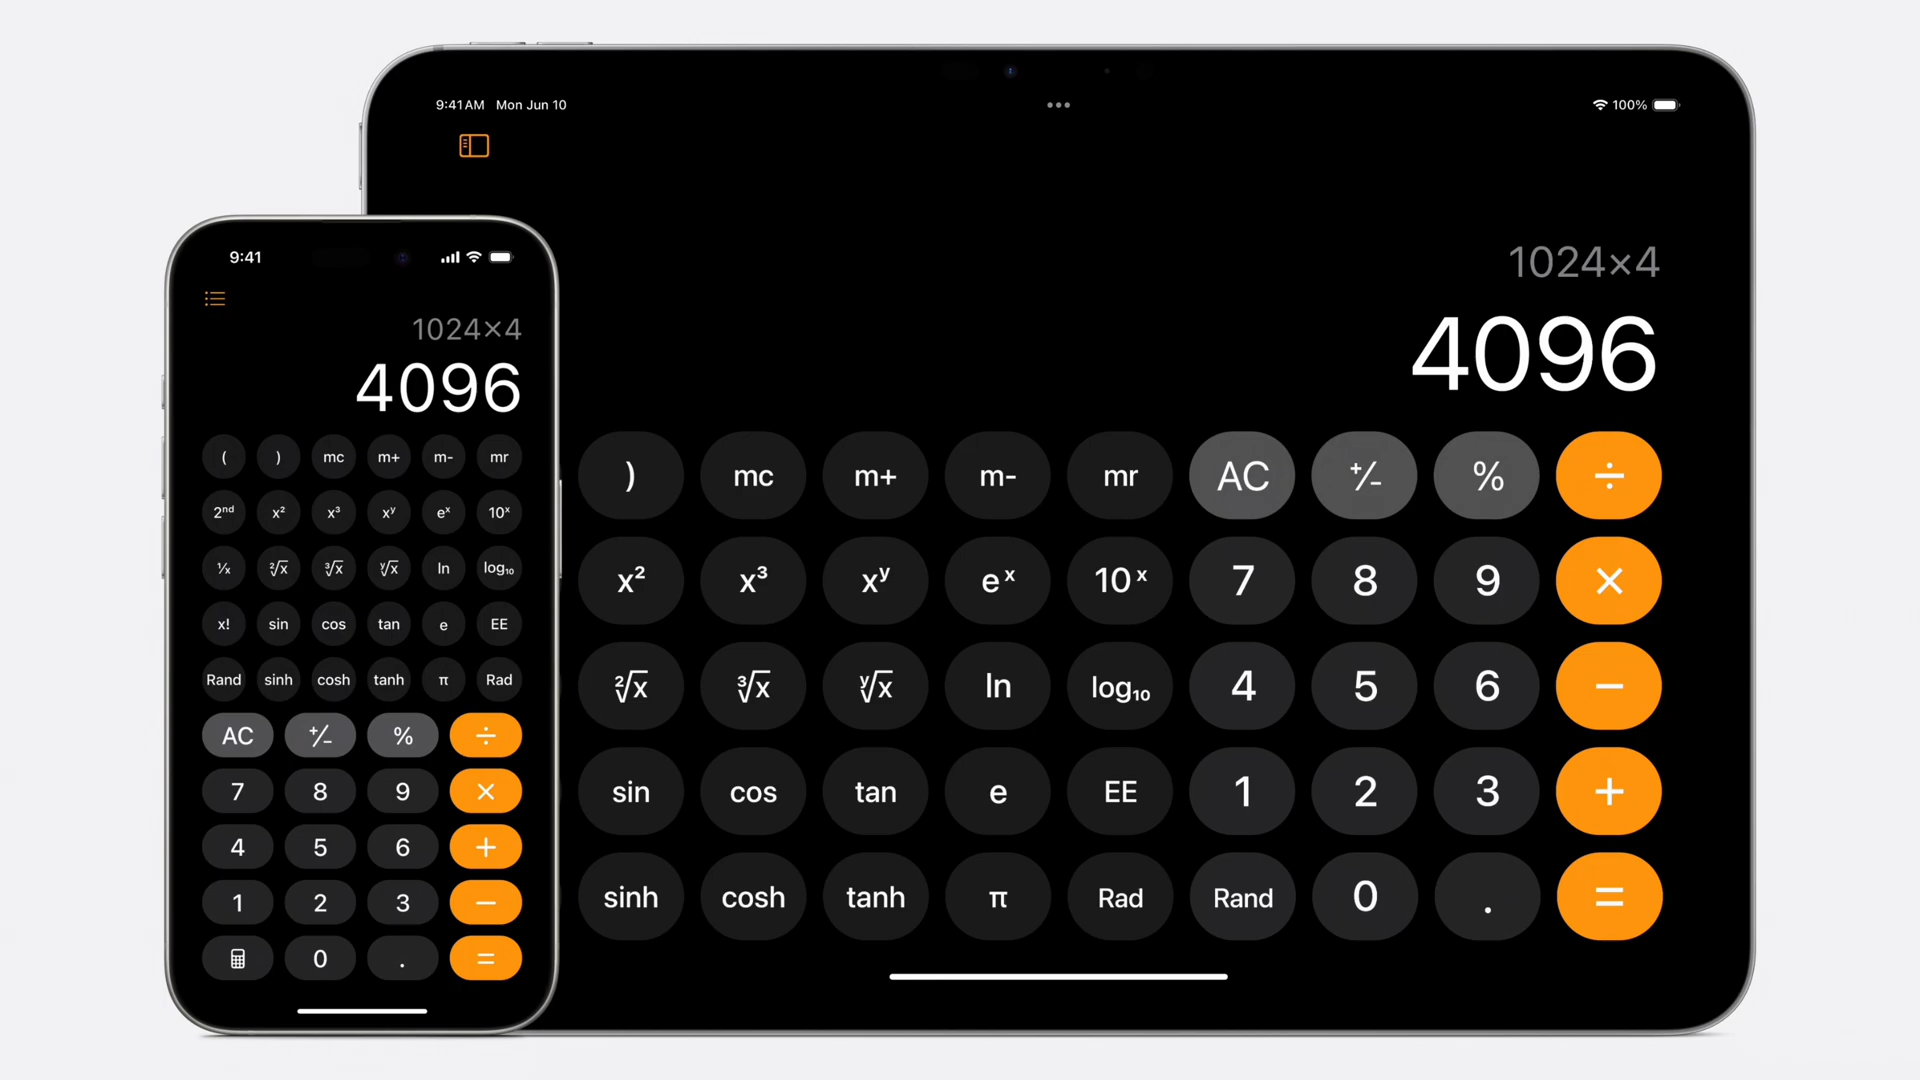 9:41 AM Mon Jun 10
100%
1024×4
4096
) mc m+ m- mr AC +/- % ÷
x² x³ xʸ eˣ 10ˣ 7 8 9 ×
²√x ³√x ʸ√x ln log₁₀ 4 5 6 −
sin cos tan e EE 1 2 3 +
sinh cosh tanh π Rad Rand 0 . =
9:41
1024×4
4096
( ) mc m+ m- mr
2ⁿᵈ x² x³ xʸ eˣ 10ˣ
¹/x ²√x ³√x ʸ√x ln log₁₀
x! sin cos tan e EE
Rand sinh cosh tanh π Rad
AC +/- % ÷
7 8 9 ×
4 5 6 +
1 2 3 −
0 . =